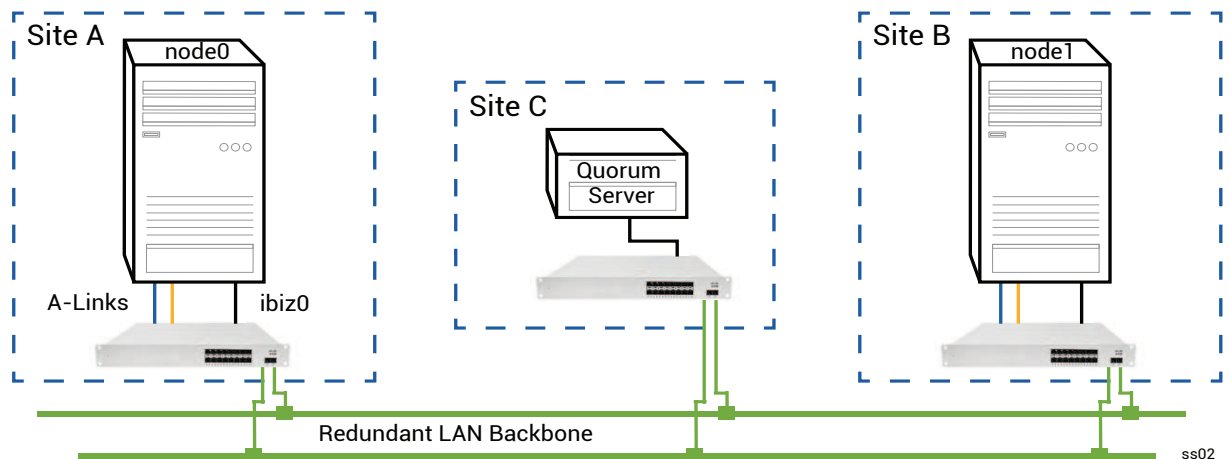 Site A
node0
A-Links
ibiz0
Site C
Quorum
Server
Site B
node1
Redundant LAN Backbone
ss02